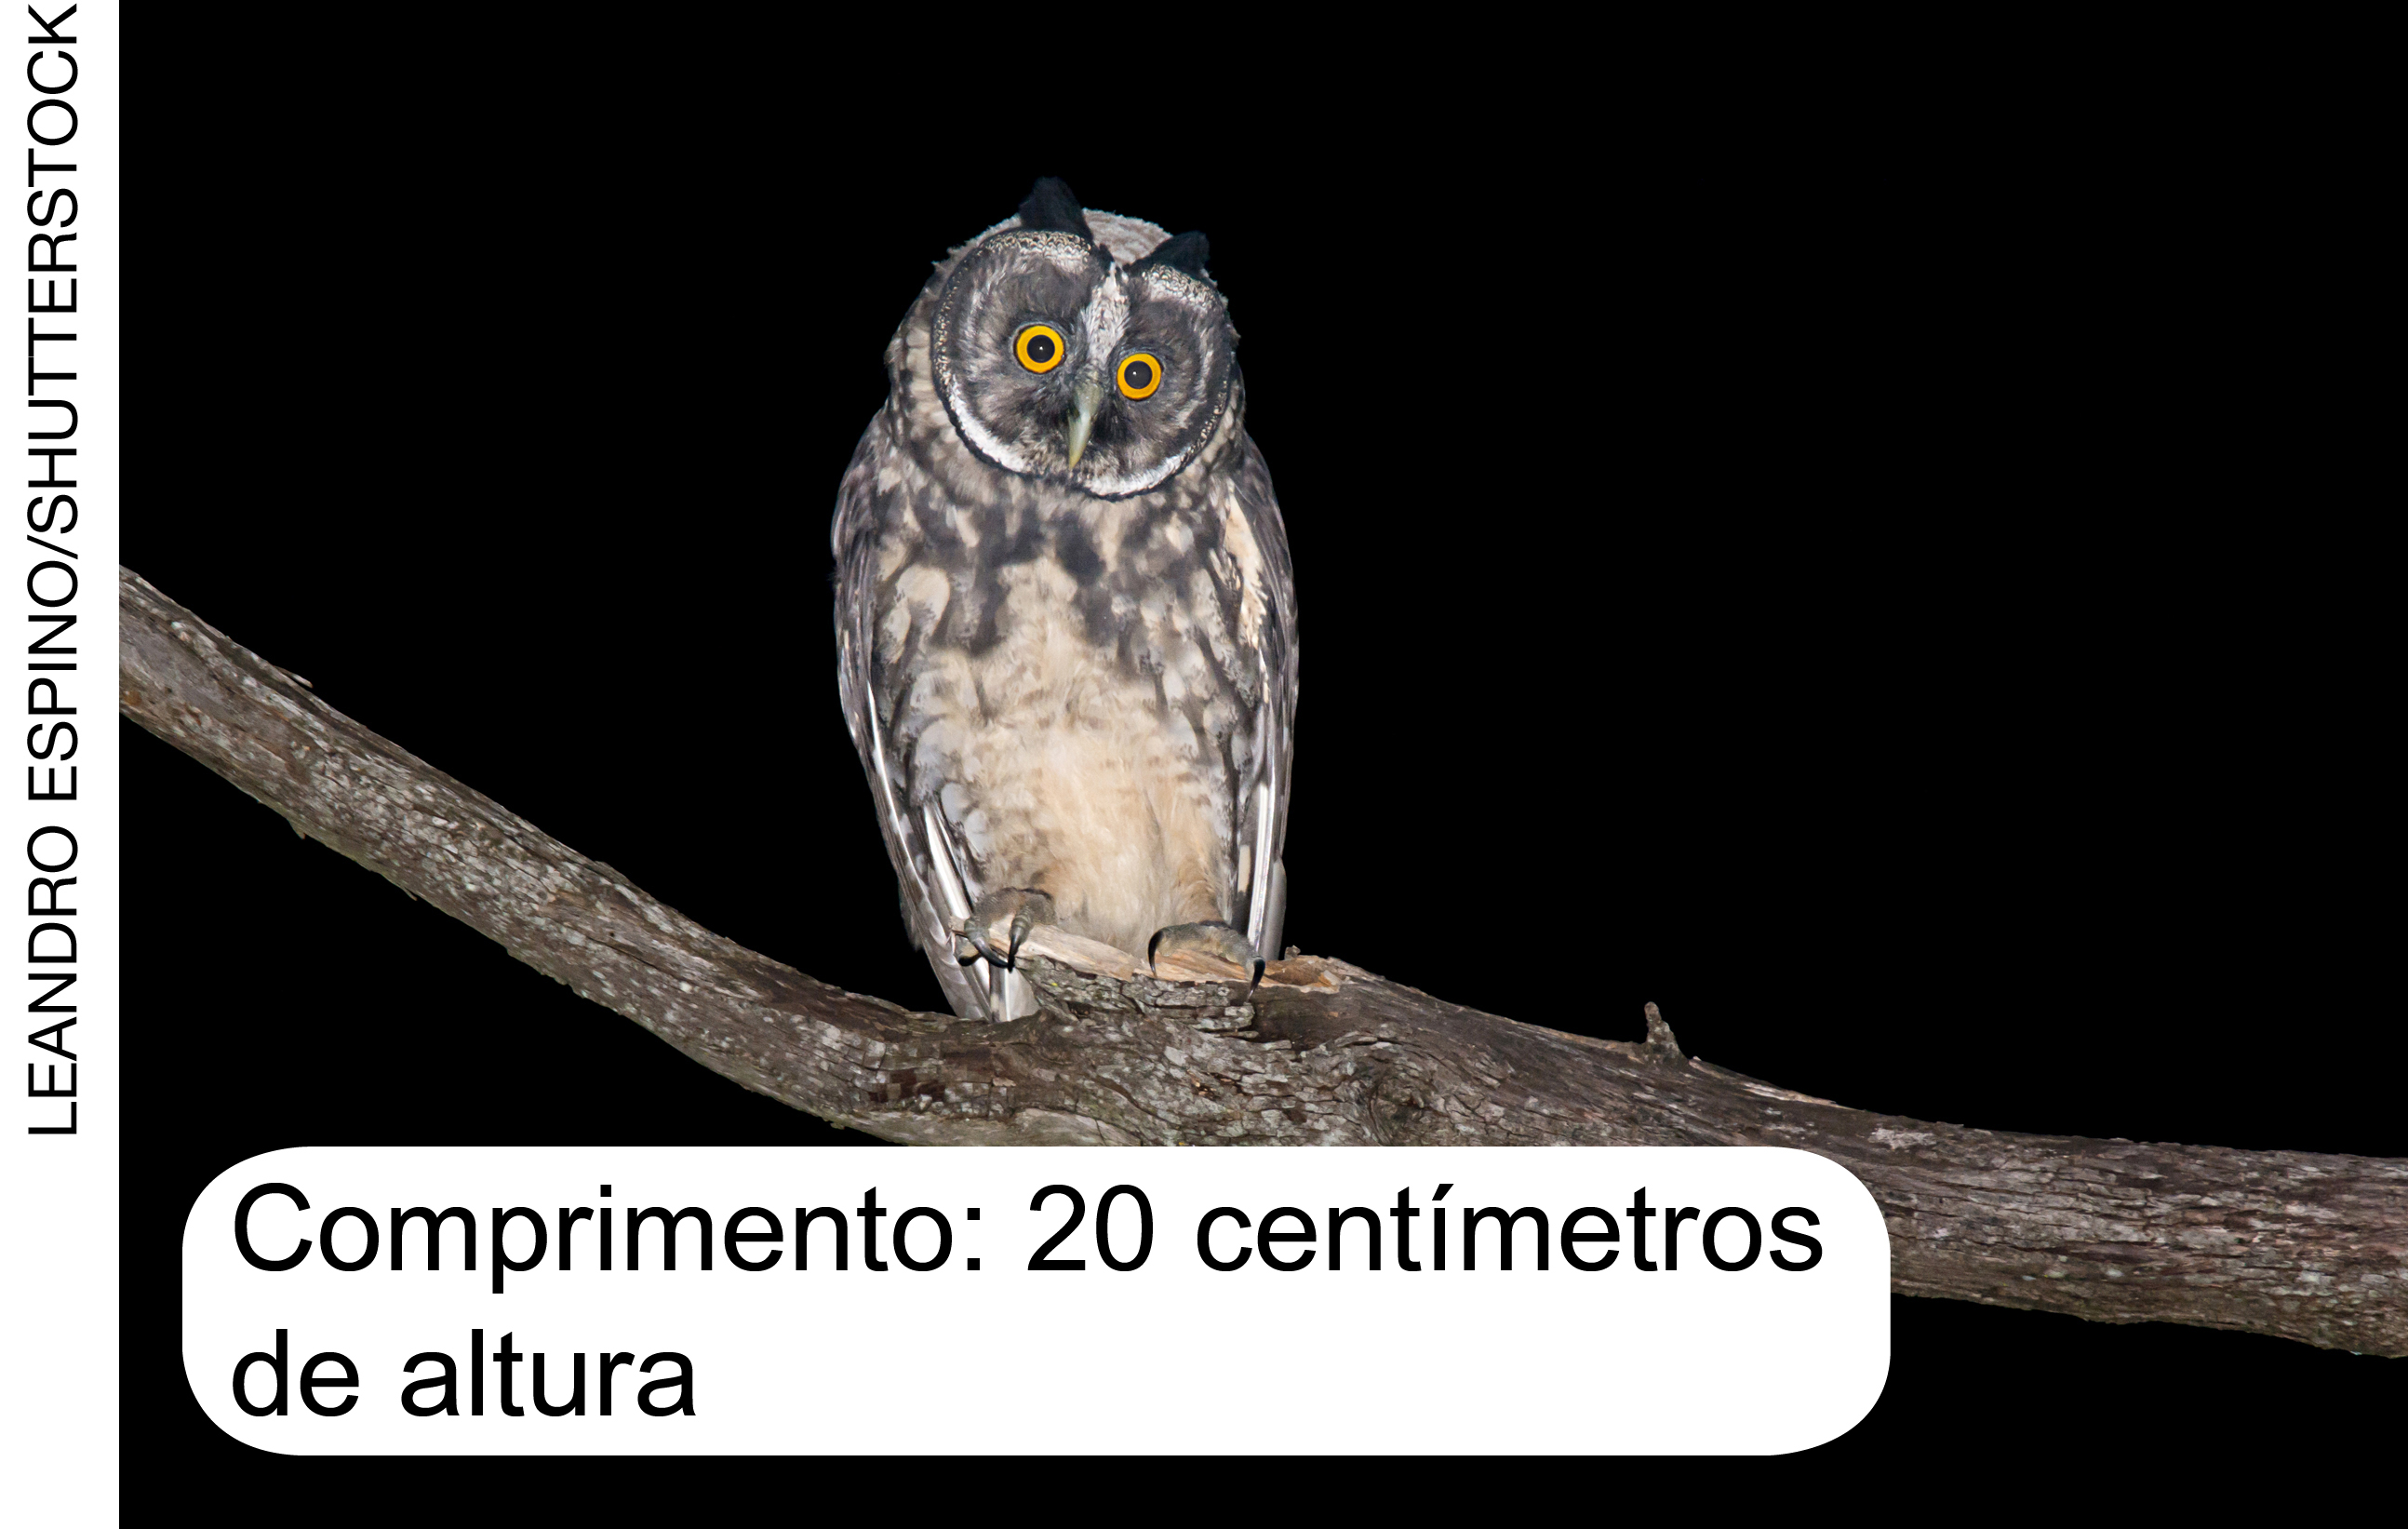 LEANDRO ESPINO/SHUTTERSTOCK
Comprimento: 20 centímetros
de altura